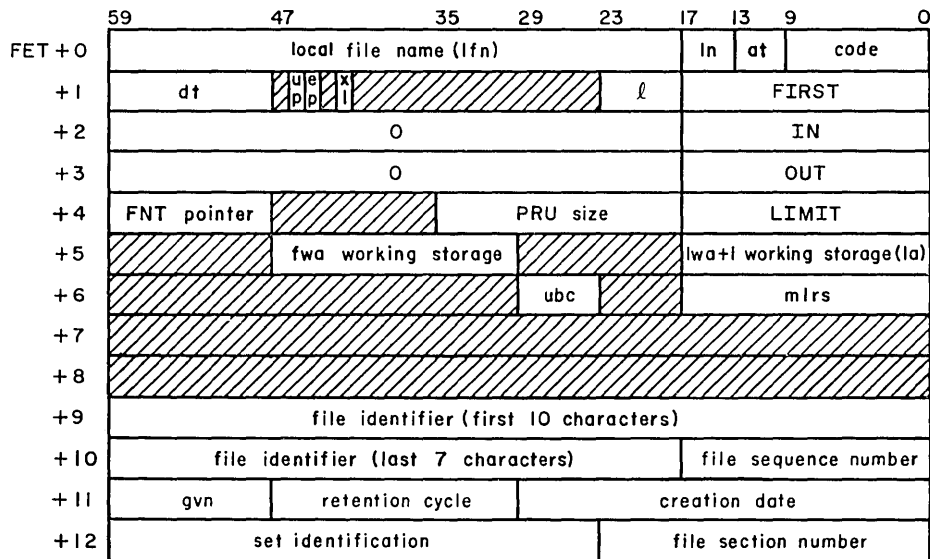 59 47 35 29 23 17 13 9 0
FET +0 local file name (lfn) ln at code
+1 dt up ep xl ℓ FIRST
+2 0 IN
+3 0 OUT
+4 FNT pointer PRU size LIMIT
+5 fwa working storage lwa+1 working storage(la)
+6 ubc mlrs
+7
+8
+9 file identifier (first 10 characters)
+10 file identifier (last 7 characters) file sequence number
+11 gvn retention cycle creation date
+12 set identification file section number